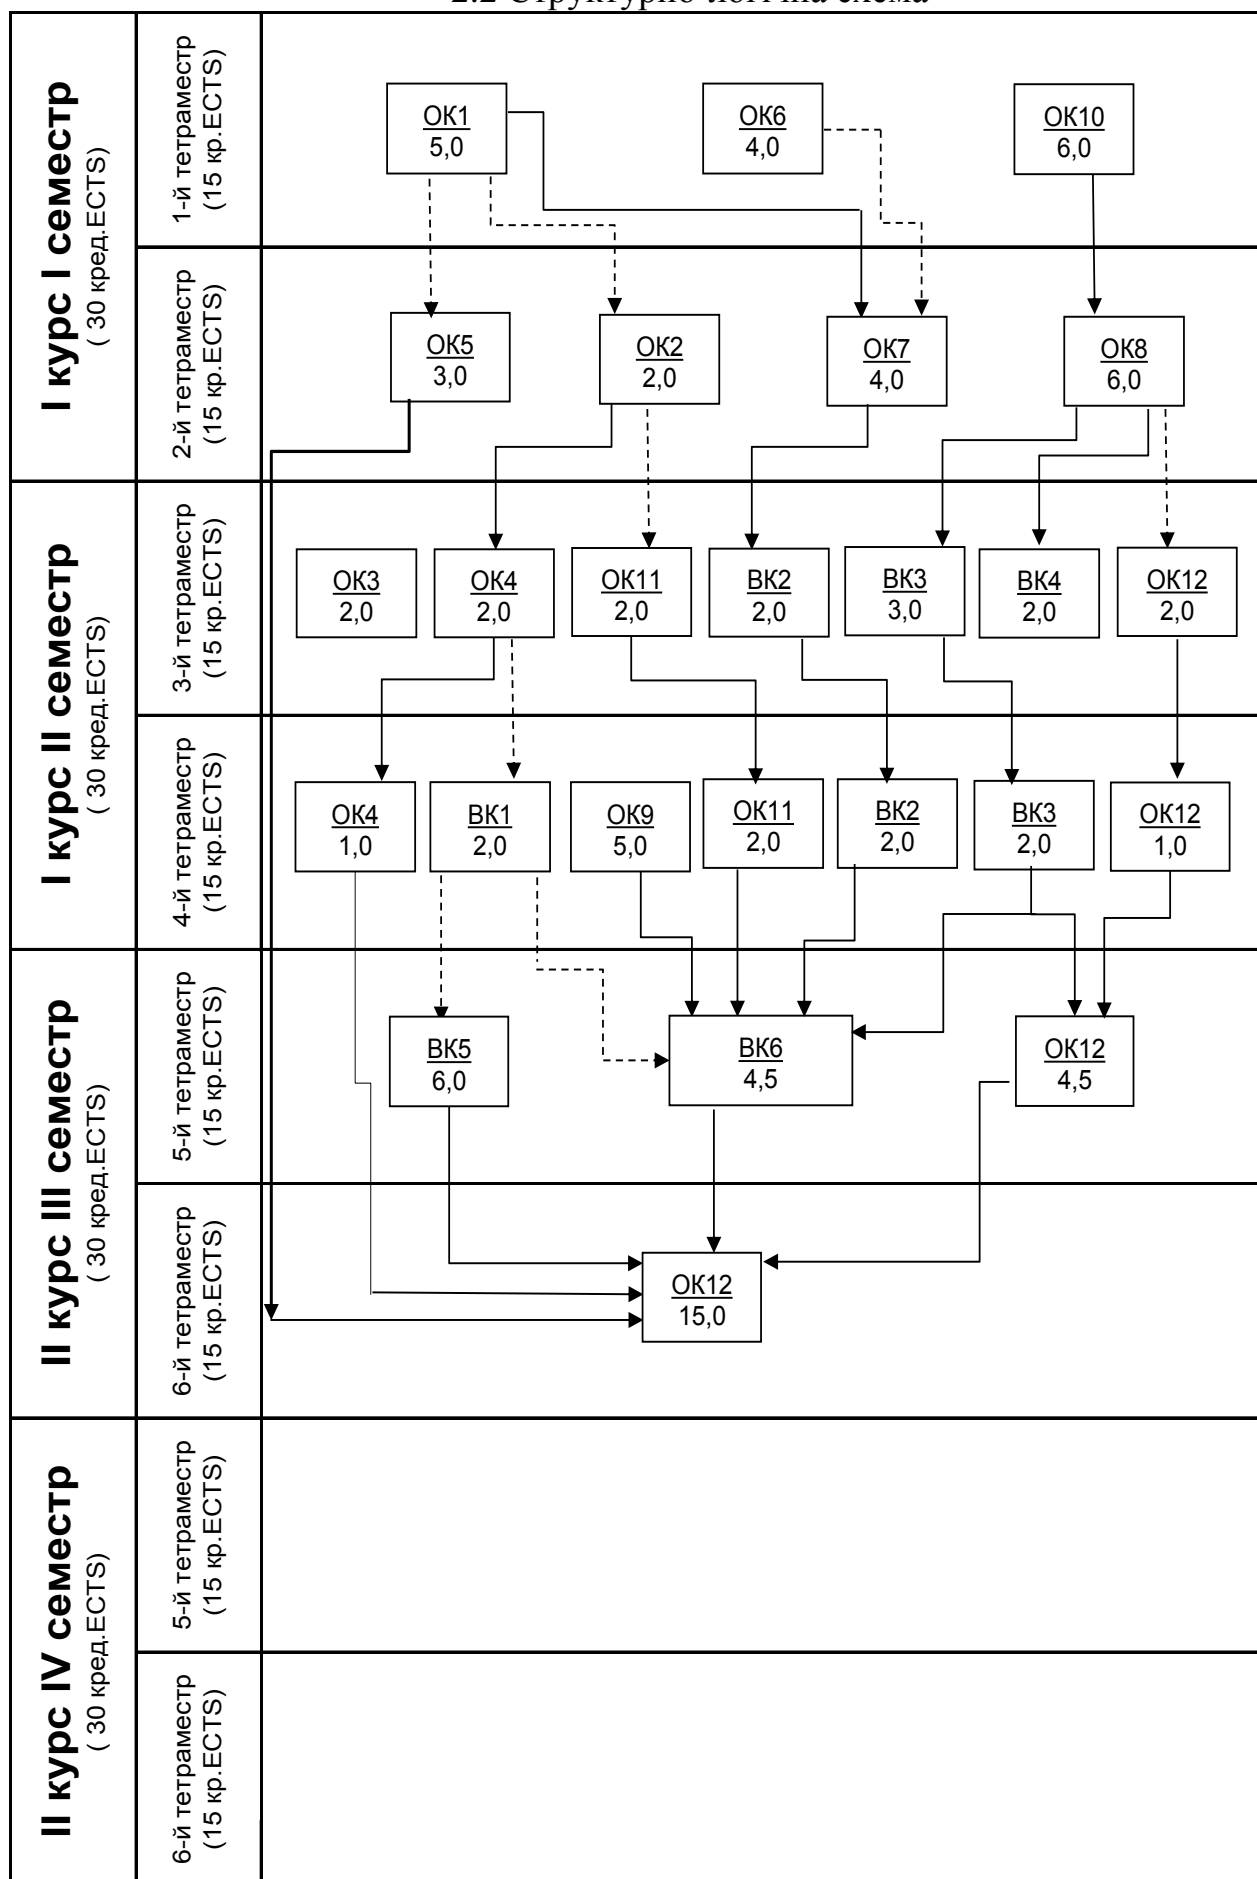 2.2 Структурно-логічна схема
I курс I семестр
( 30 кред.ECTS)
1-й тетраместр
(15 кр.ECTS)
ОК1
5,0
ОК6
4,0
ОК10
6,0
2-й тетраместр
(15 кр.ECTS)
ОК5
3,0
ОК2
2,0
ОК7
4,0
ОК8
6,0
I курс II семестр
( 30 кред.ECTS)
3-й тетраместр
(15 кр.ECTS)
ОК3
2,0
ОК4
2,0
ОК11
2,0
ВК2
2,0
ВК3
3,0
ВК4
2,0
ОК12
2,0
4-й тетраместр
(15 кр.ECTS)
ОК4
1,0
ВК1
2,0
ОК9
5,0
ОК11
2,0
ВК2
2,0
ВК3
2,0
ОК12
1,0
II курс III семестр
( 30 кред.ECTS)
5-й тетраместр
(15 кр.ECTS)
ВК5
6,0
ВК6
4,5
ОК12
4,5
6-й тетраместр
(15 кр.ECTS)
ОК12
15,0
II курс IV семестр
( 30 кред.ECTS)
5-й тетраместр
(15 кр.ECTS)
6-й тетраместр
(15 кр.ECTS)